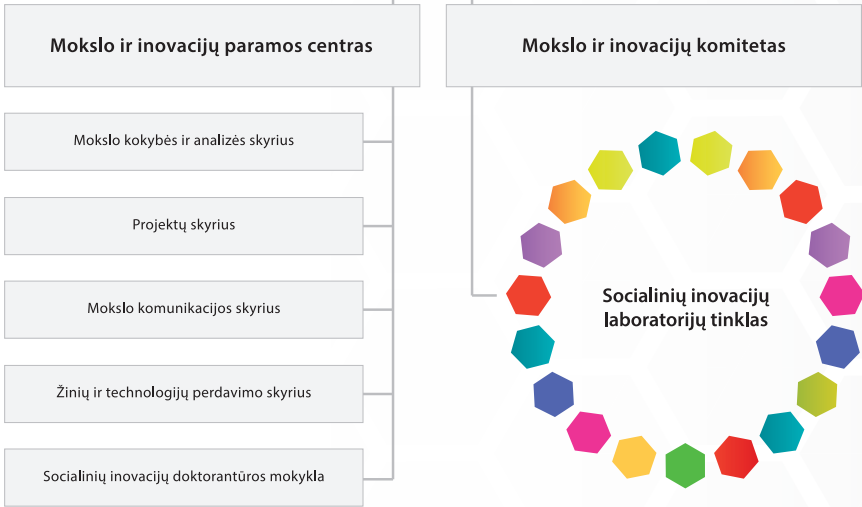 Mokslo ir inovacijų paramos centras
Mokslo kokybės ir analizės skyrius
Projektų skyrius
Mokslo komunikacijos skyrius
Žinių ir technologijų perdavimo skyrius
Socialinių inovacijų doktorantūros mokykla
Mokslo ir inovacijų komitetas
Socialinių inovacijų
laboratorijų tinklas